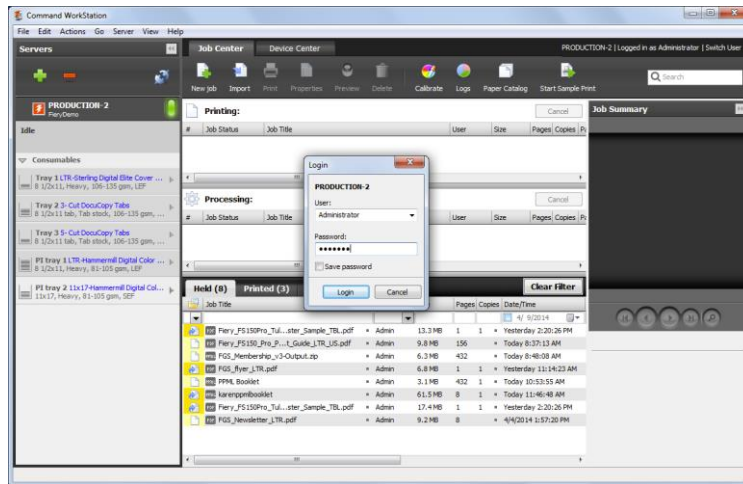 Command WorkStation
File Edit Actions Go Server View Help
Servers
Job Center Device Center
PRODUCTION-2 | Logged in as Administrator | Switch User
New job Import Print Properties Preview Delete Calibrate Logs Paper Catalog Start Sample Print
Search
PRODUCTION-2
FieryDemo
Idle
Consumables
Tray 1 LTR-Sterling Digital Elite Cover ...
8 1/2x11, Heavy, 106-135 gsm, LEF
Tray 2 3- Cut DocuCopy Tabs
8 1/2x11 tab, Tab stock, 106-135 gsm, ...
Tray 3 5- Cut DocuCopy Tabs
8 1/2x11 tab, Tab stock, 106-135 gsm, ...
PI tray 1 LTR-Hammermill Digital Color ...
8 1/2x11, Heavy, 81-105 gsm, LEF
PI tray 2 11x17-Hammermill Digital Col...
11x17, Heavy, 81-105 gsm, SEF
Printing:
Cancel
# Job Status Job Title User Size Pages Copies
Processing:
Cancel
# Job Status Job Title User Size Pages Copies
Login
PRODUCTION-2
User:
Administrator
Password:
Save password
Login Cancel
Held (8) Printed (3)
Clear Filter
Job Title Pages Copies Date/Time
4/ 9/2014
Fiery_FS150Pro_Tul...ster_Sample_TBL.pdf Admin 13.3 MB 1 1 Yesterday 2:20:26 PM
Fiery_FS150_Pro_P...t_Guide_LTR_US.pdf Admin 9.8 MB 156 Today 8:37:13 AM
FGS_Membership_v3-Output.zip Admin 6.3 MB 432 Today 8:48:08 AM
FGS_flyer_LTR.pdf Admin 6.8 MB 1 1 Yesterday 11:14:23 AM
PPML Booklet Admin 3.1 MB 432 1 Today 10:53:55 AM
karenppmlbooklet Admin 61.5 MB 8 1 Today 11:46:48 AM
Fiery_FS150Pro_Tul...ster_Sample_TBL.pdf Admin 17.4 MB 1 1 Yesterday 2:20:26 PM
FGS_Newsletter_LTR.pdf Admin 9.2 MB 8 4/4/2014 1:57:20 PM
Job Summary